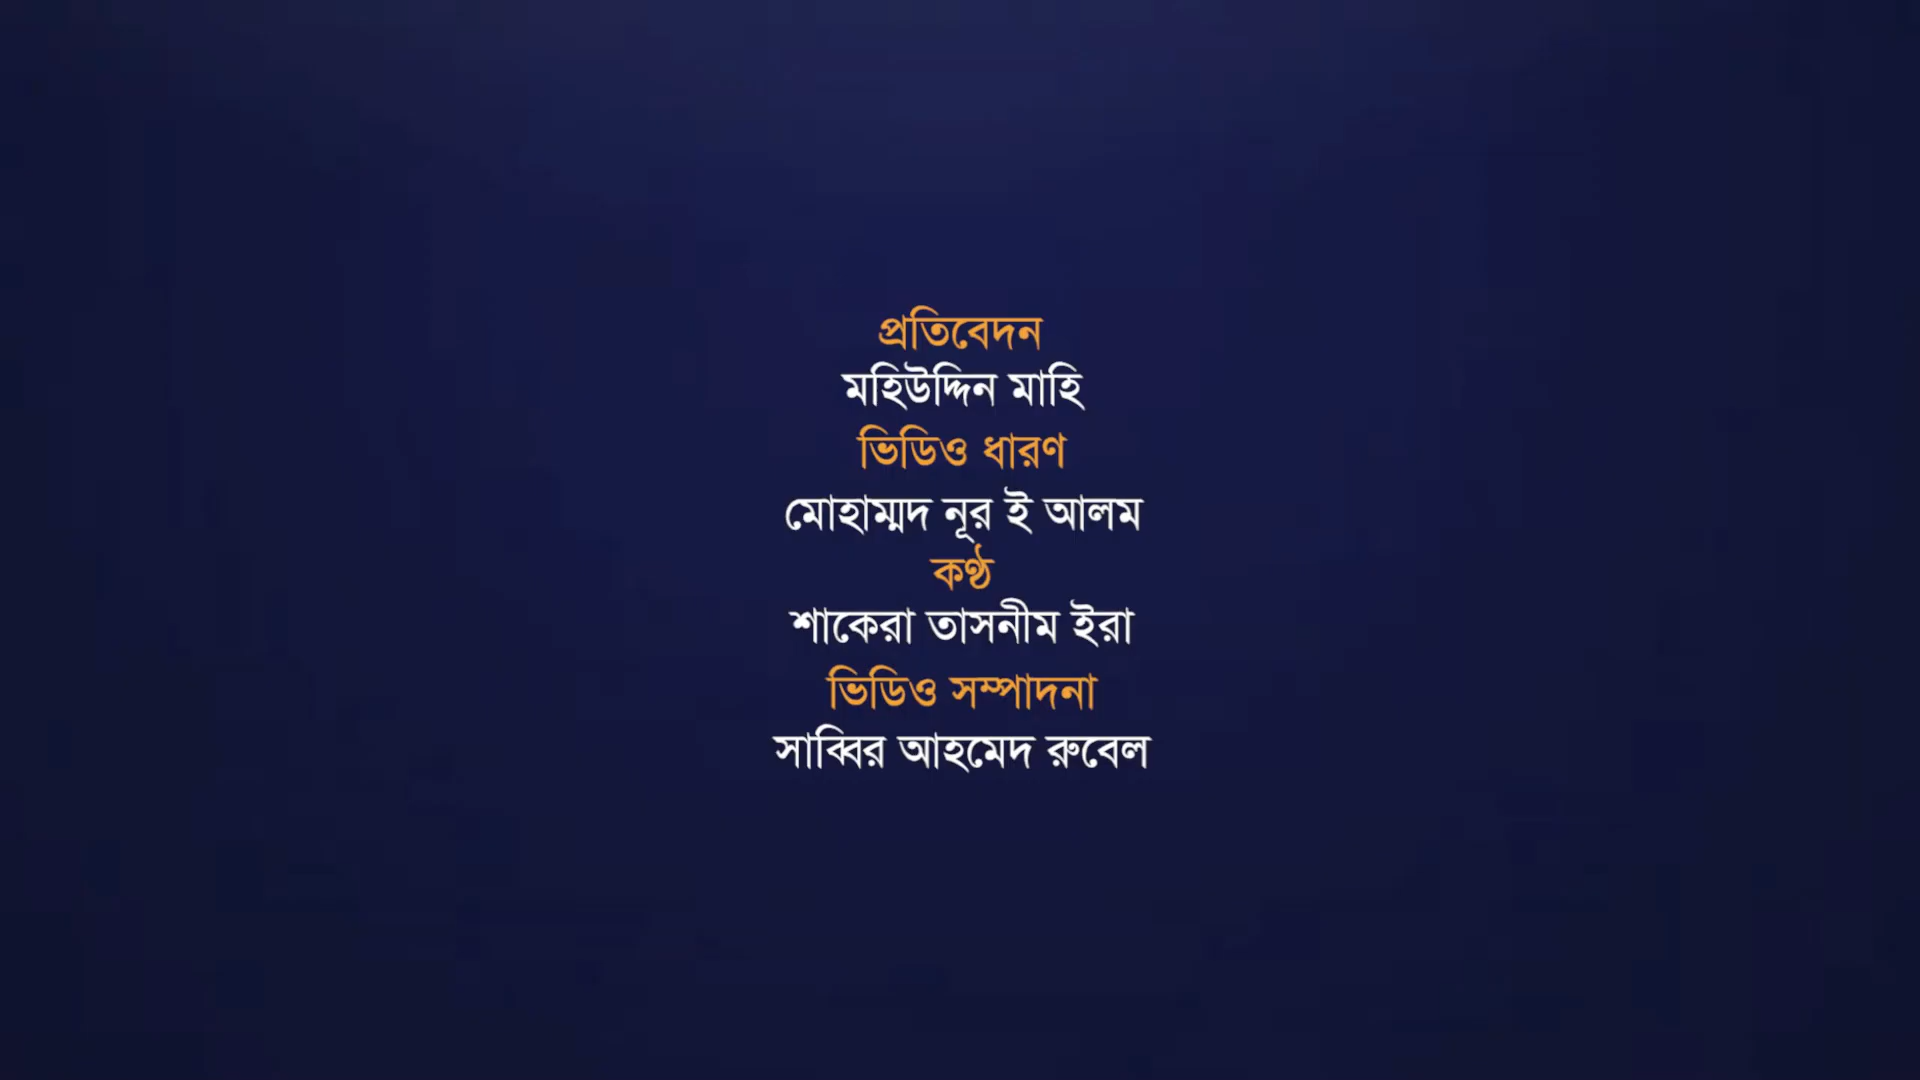 প্রতিবেদন
মহিউদ্দিন মাহি
ভিডিও ধারণ
মোহাম্মদ নূর ই আলম
কণ্ঠ
শাকেরা তাসনীম ইরা
ভিডিও সম্পাদনা
সাব্বির আহমেদ রুবেল